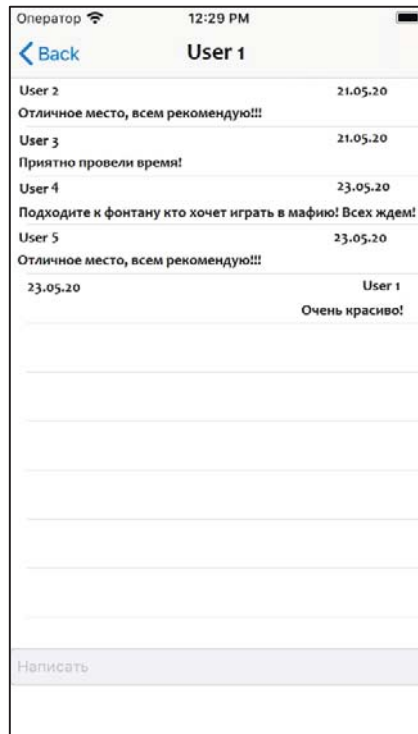 Оператор 12:29 PM
Back User 1
User 2 21.05.20
Отличное место, всем рекомендую!!!
User 3 21.05.20
Приятно провели время!
User 4 23.05.20
Подходите к фонтану кто хочет играть в мафию! Всех ждем!
User 5 23.05.20
Отличное место, всем рекомендую!!!
23.05.20 User 1
Очень красиво!
Написать